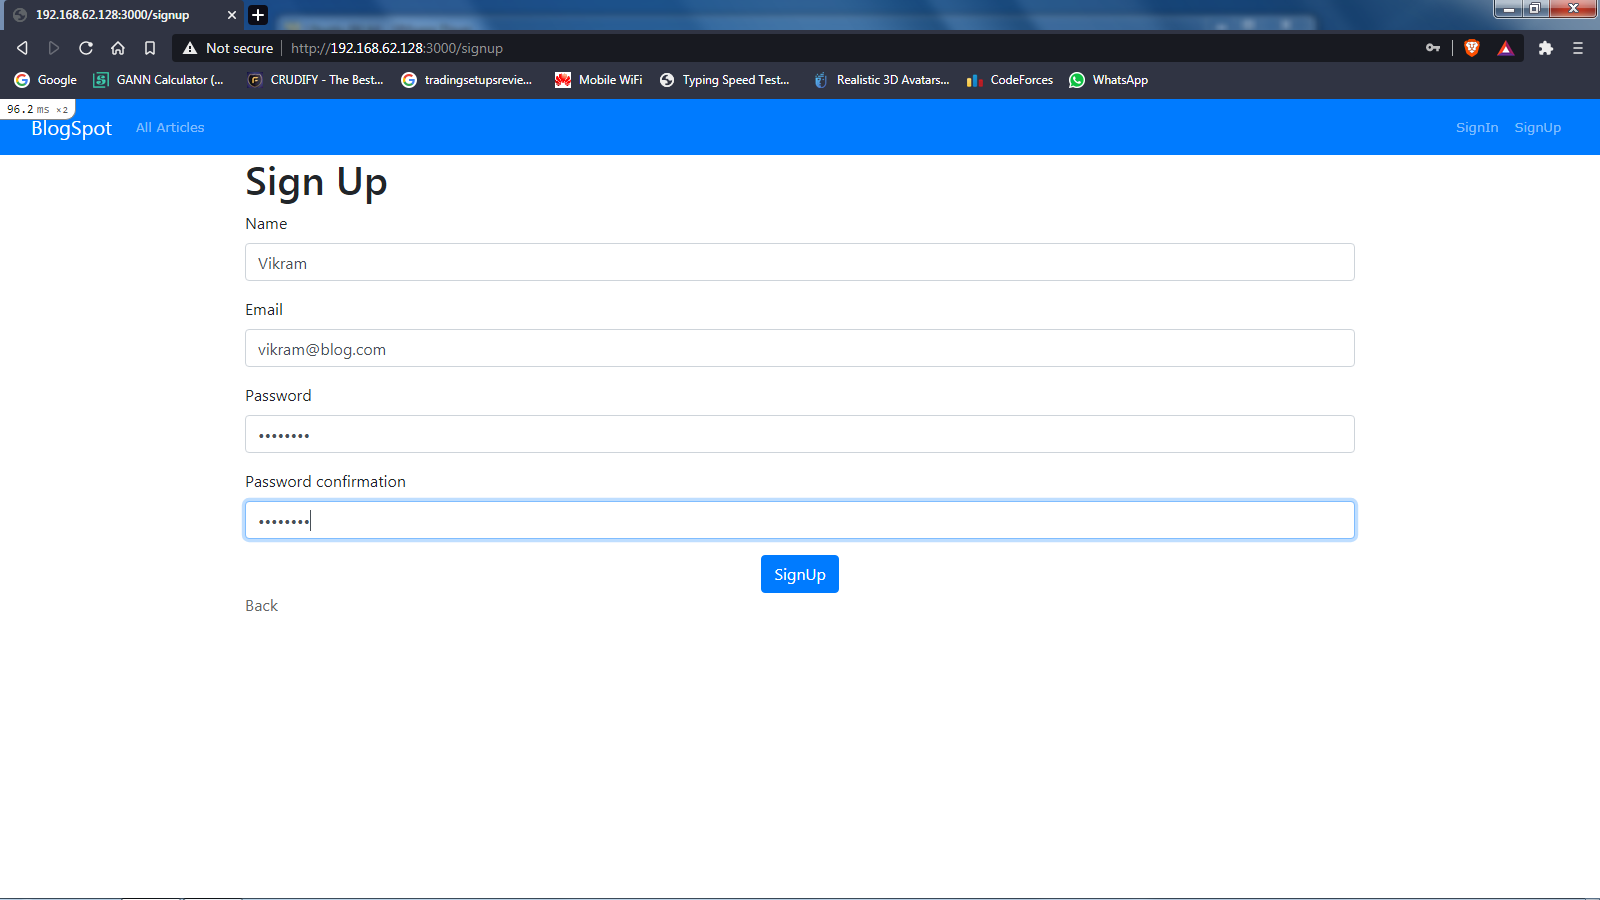 192.168.62.128:3000/signup
Not secure http://192.168.62.128:3000/signup
Google GANN Calculator (... CRUDIFY - The Best... tradingsetupsrevie... Mobile WiFi Typing Speed Test... Realistic 3D Avatars... CodeForces WhatsApp
96.2 ms ×2
BlogSpot All Articles SignIn SignUp
Sign Up
Name
Vikram
Email
vikram@blog.com
Password
••••••••
Password confirmation
••••••••
SignUp
Back